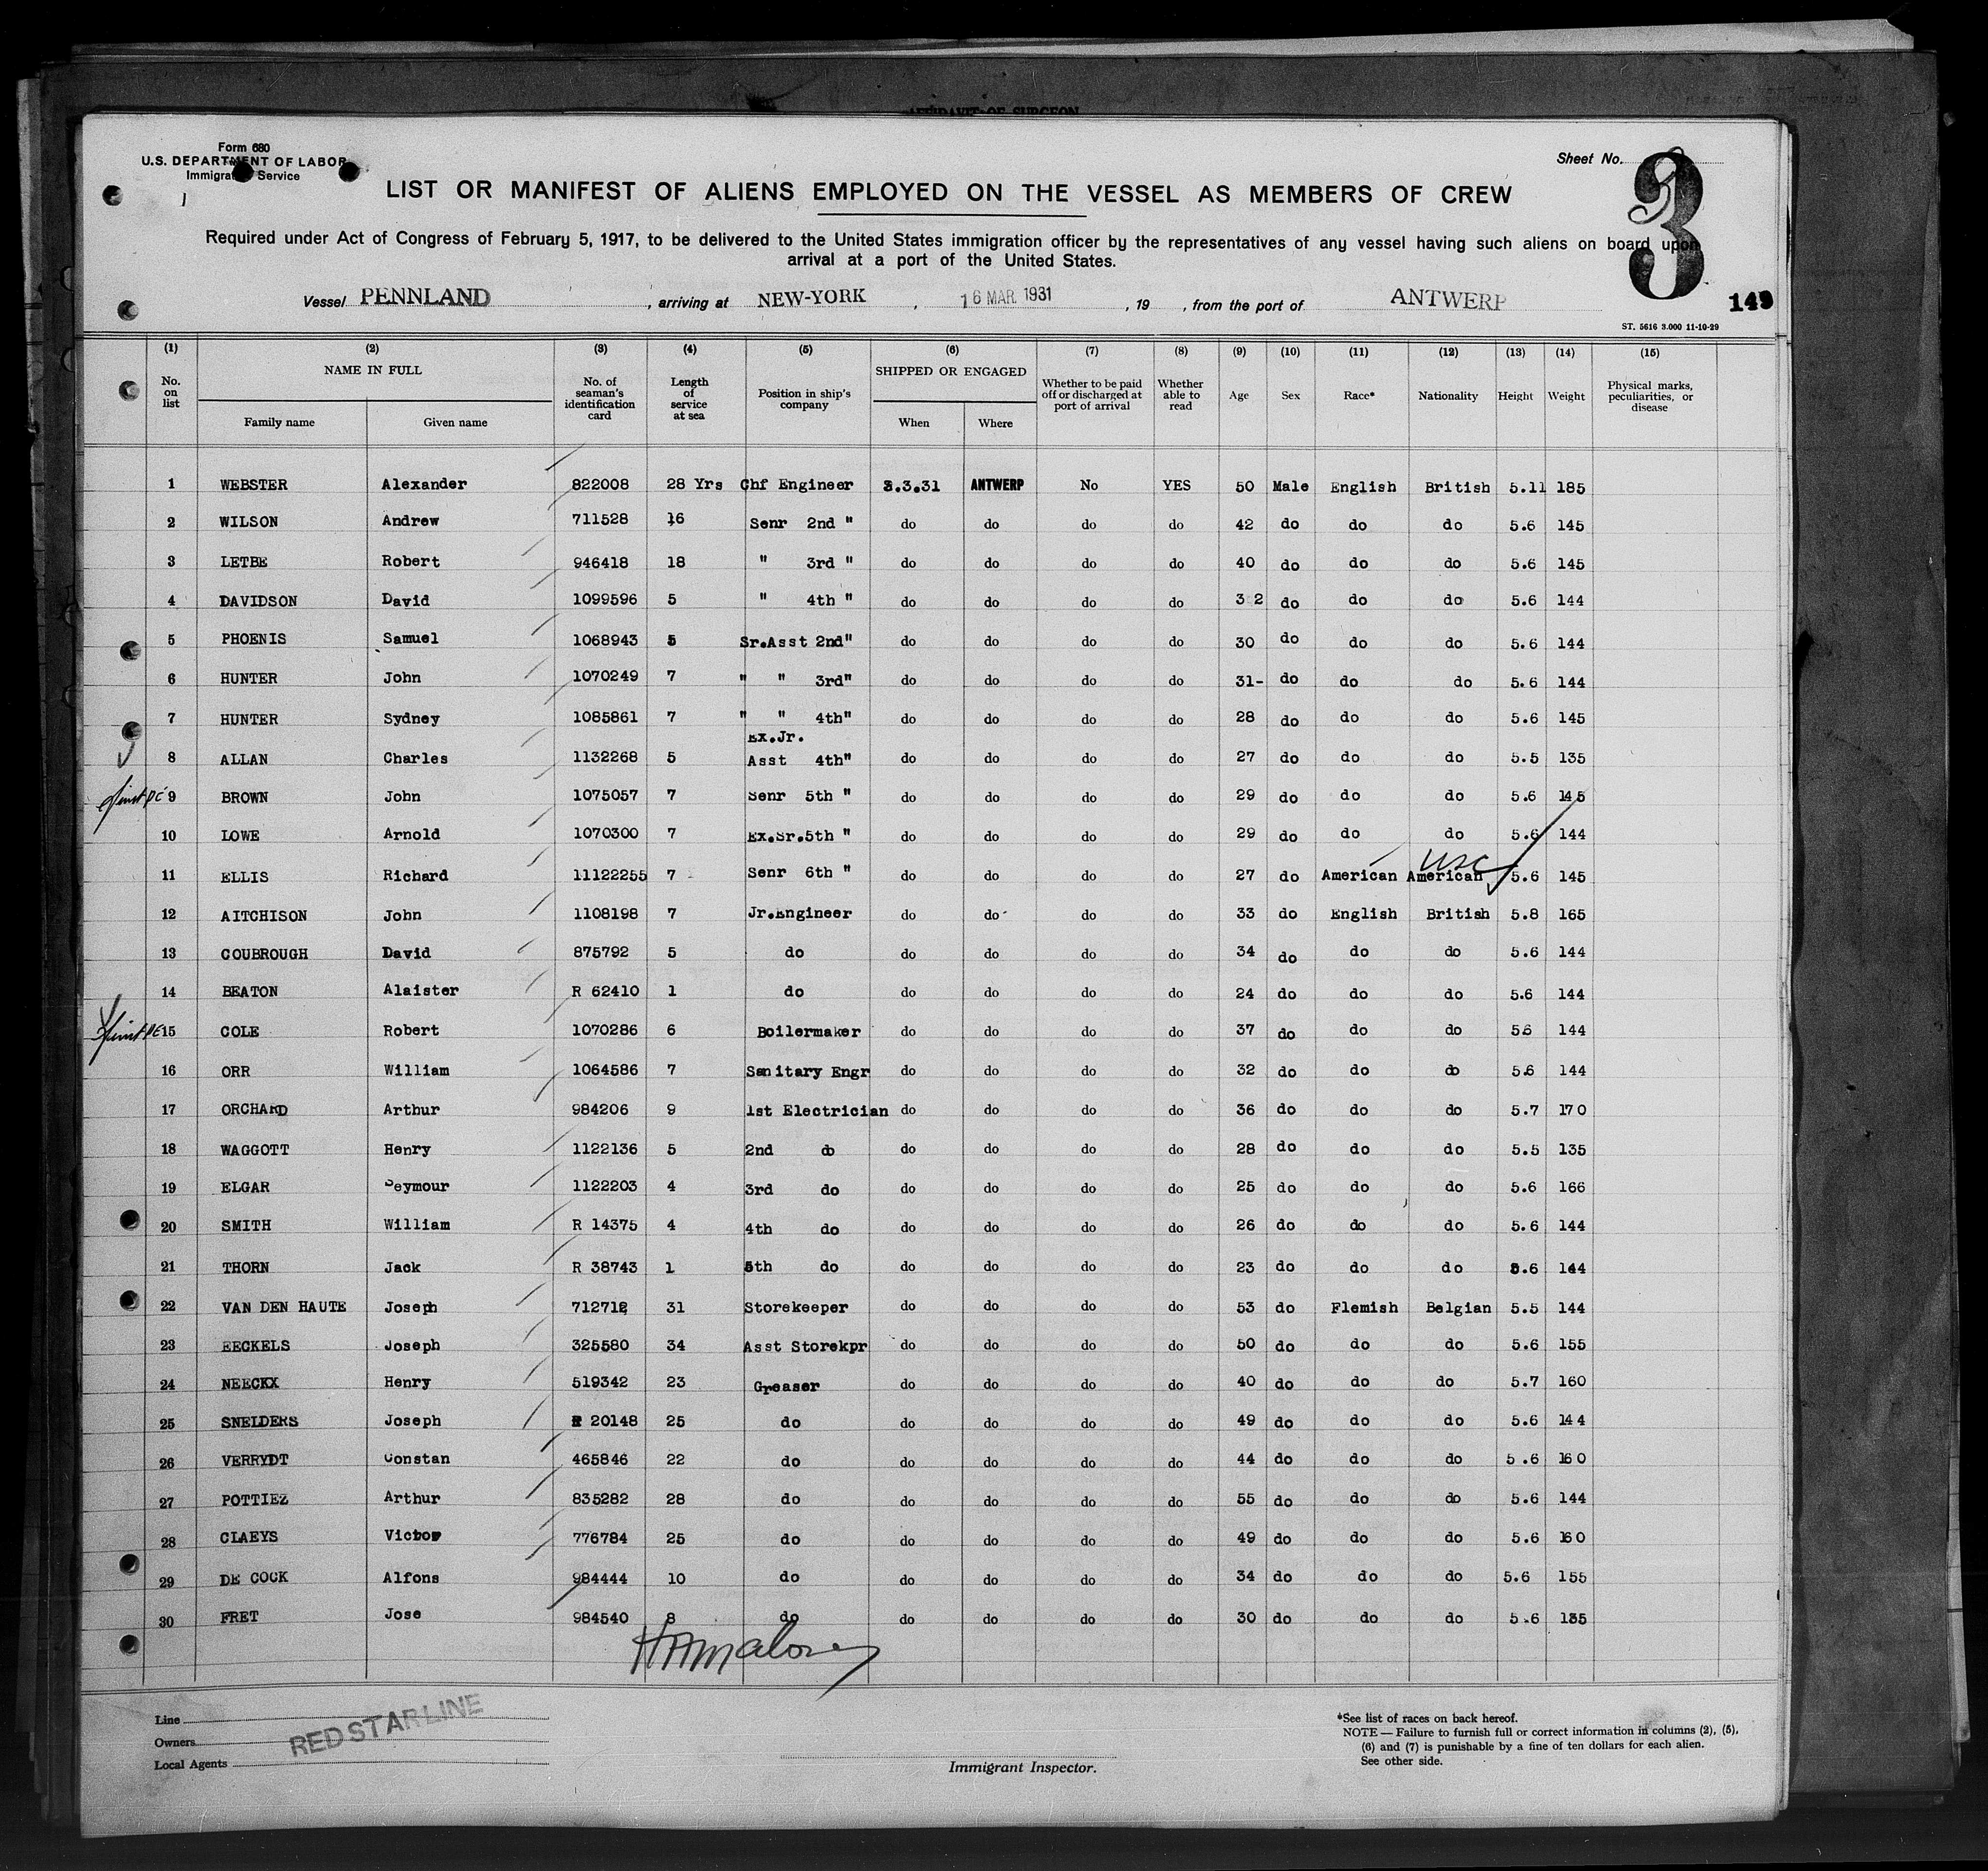 AFFIDAVIT OF SURGEON
Form 680
U.S. DEPARTMENT OF LABOR
Immigration Service
Sheet No. 3
LIST OR MANIFEST OF ALIENS EMPLOYED ON THE VESSEL AS MEMBERS OF CREW
Required under Act of Congress of February 5, 1917, to be delivered to the United States immigration officer by the representatives of any vessel having such aliens on board upon
arrival at a port of the United States.
Vessel PENNLAND, arriving at NEW-YORK, 16 MAR 1931, 19 , from the port of ANTWERP
149
ST. 5616 3.000 11-10-29
(1) (2) (3) (4) (5) (6) (7) (8) (9) (10) (11) (12) (13) (14) (15)
No. on list NAME IN FULL Family name Given name No. of seaman's identification card Length of service at sea Position in ship's company SHIPPED OR ENGAGED When Where Whether to be paid off or discharged at port of arrival Whether able to read Age Sex Race* Nationality Height Weight Physical marks, peculiarities, or disease
1 WEBSTER Alexander 822008 28 Yrs Chf Engineer 3.3.31 ANTWERP No YES 50 Male English British 5.11 185
2 WILSON Andrew 711528 16 Senr 2nd " do do do do 42 do do do 5.6 145
3 LETBE Robert 946418 18 " 3rd " do do do do 40 do do do 5.6 145
4 DAVIDSON David 1099596 5 " 4th " do do do do 32 do do do 5.6 144
5 PHOENIS Samuel 1068943 5 Sr.Asst 2nd" do do do do 30 do do do 5.6 144
6 HUNTER John 1070249 7 " " 3rd" do do do do 31- do do do 5.6 144
7 HUNTER Sydney 1085861 7 " " 4th" do do do do 28 do do do 5.6 145
8 ALLAN Charles 1132268 5 Ex.Jr. Asst 4th" do do do do 27 do do do 5.5 135
9 BROWN John 1075057 7 Senr 5th " do do do do 29 do do do 5.6 145
10 LOWE Arnold 1070300 7 Ex.Sr.5th " do do do do 29 do do do 5.6 144
USC
11 ELLIS Richard 11122255 7 Senr 6th " do do do do 27 do American American 5.6 145
12 AITCHISON John 1108198 7 Jr.Engineer do do do do 33 do English British 5.8 165
13 COUBROUGH David 875792 5 do do do do do 34 do do do 5.6 144
14 BEATON Alaister R 62410 1 do do do do do 24 do do do 5.6 144
15 COLE Robert 1070286 6 Boilermaker do do do do 37 do do do 56 144
16 ORR William 1064586 7 Sanitary Engr do do do do 32 do do do 5.6 144
17 ORCHARD Arthur 984206 9 1st Electrician do do do do 36 do do do 5.7 170
18 WAGGOTT Henry 1122136 5 2nd do do do do do 28 do do do 5.5 135
19 ELGAR Seymour 1122203 4 3rd do do do do do 25 do do do 5.6 166
20 SMITH William R 14375 4 4th do do do do do 26 do do do 5.6 144
21 THORN Jack R 38743 1 5th do do do do do 23 do do do 5.6 144
22 VAN DEN HAUTE Joseph 712712 31 Storekeeper do do do do 53 do Flemish Belgian 5.5 144
23 EECKELS Joseph 325580 34 Asst Storekpr do do do do 50 do do do 5.6 155
24 NEECKX Henry 519342 23 Greaser do do do do 40 do do do 5.7 160
25 SNELDERS Joseph R 20148 25 do do do do do 49 do do do 5.6 144
26 VERRYDT Constan 465846 22 do do do do do 44 do do do 5.6 160
27 POTTIEZ Arthur 835282 28 do do do do do 55 do do do 5.6 144
28 CLAEYS Victor 776784 25 do do do do do 49 do do do 5.6 160
29 DE COCK Alfons 984444 10 do do do do do 34 do do do 5.6 155
30 FRET Jose 984540 8 do do do do do 30 do do do 5.6 135
Line
Owners RED STAR LINE
Local Agents
Immigrant Inspector.
*See list of races on back hereof.
NOTE — Failure to furnish full or correct information in columns (2), (5),
(6) and (7) is punishable by a fine of ten dollars for each alien.
See other side.